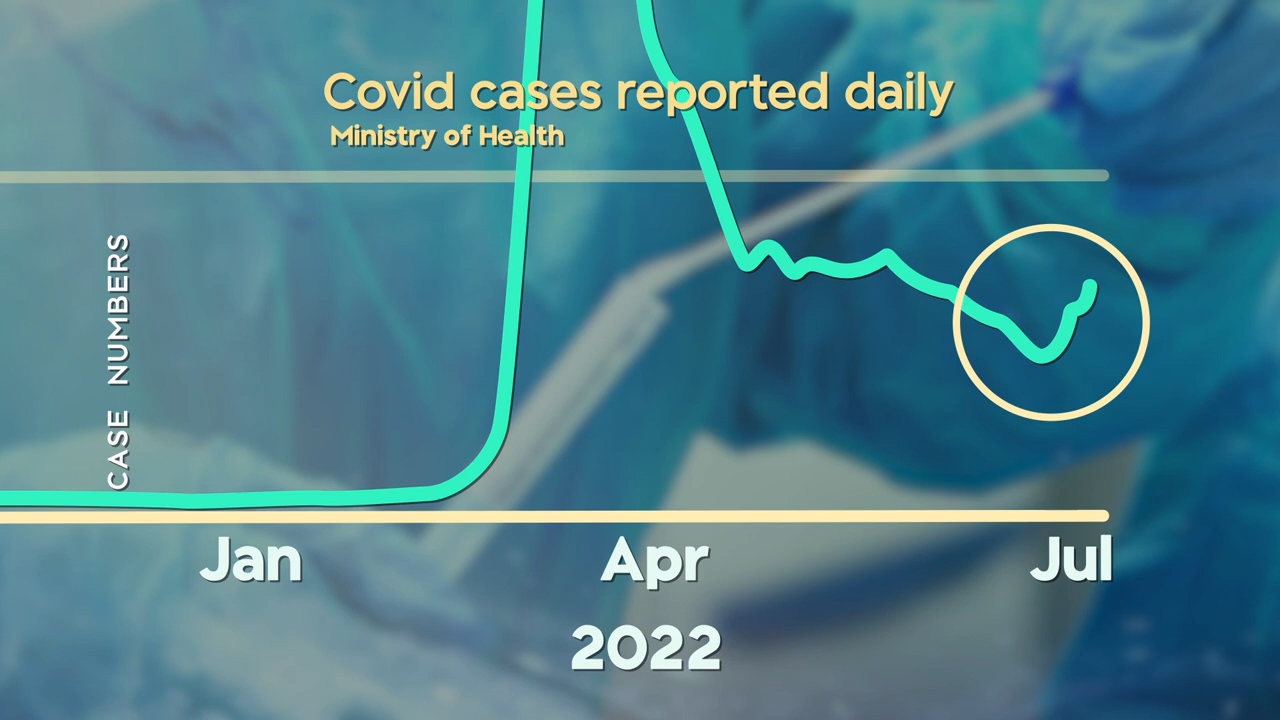 Covid cases reported daily
Ministry of Health
CASE NUMBERS
Jan Apr Jul
2022